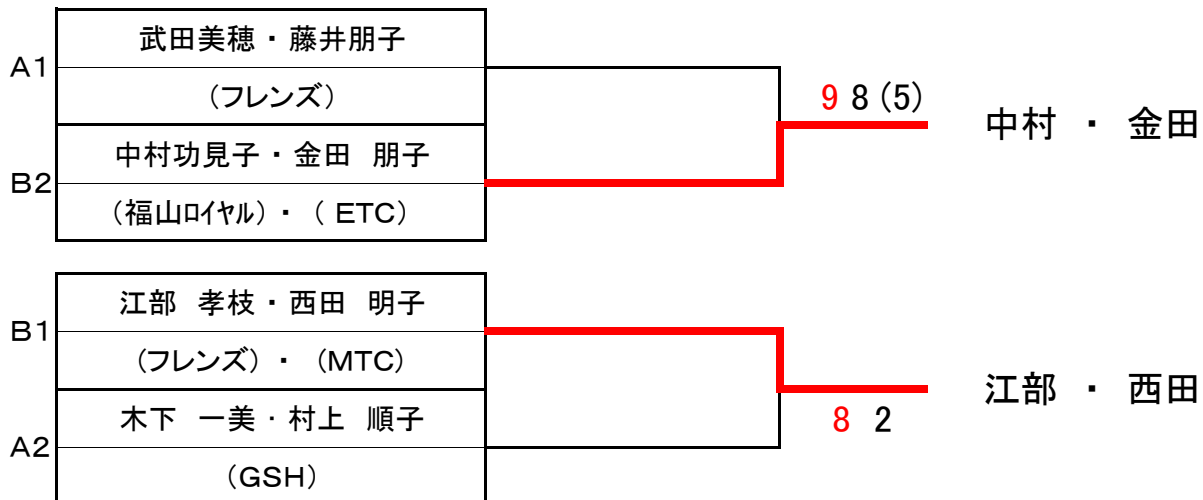 A1
武田美穂・藤井朋子
(フレンズ)
9 8 (5)
中村 ・ 金田
B2
中村功見子・金田 朋子
(福山ロイヤル)・( ETC)
B1
江部 孝枝・西田 明子
(フレンズ)・ (MTC)
8 2
江部 ・ 西田
A2
木下 一美・村上 順子
(GSH)